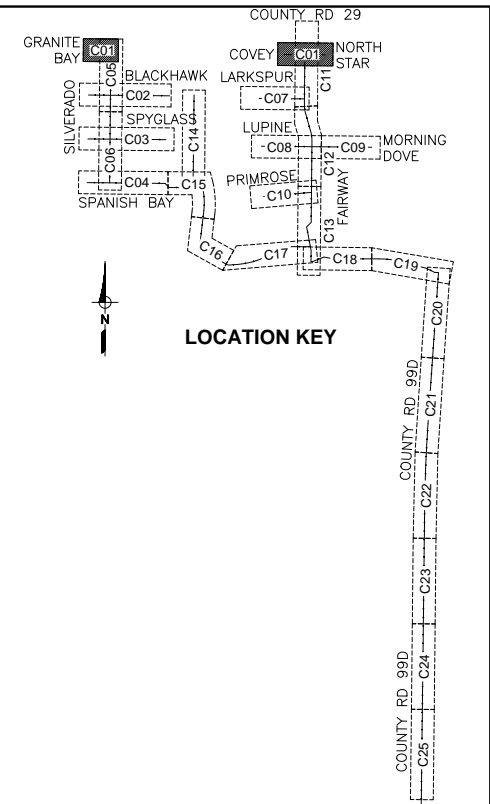 COUNTY RD 29
GRANITE
BAY
C01
COVEY
C01
NORTH
STAR
C05
C11
BLACKHAWK
LARKSPUR
C02
C07
SILVERADO
SPYGLASS
C14
LUPINE
C03
C08
C09
MORNING
DOVE
C06
C12
PRIMROSE
C04
C15
C10
FAIRWAY
SPANISH BAY
C13
C16
C17
C18
C19
N
LOCATION KEY
C20
COUNTY RD 99D
C21
C22
C23
COUNTY RD 99D
C24
C25